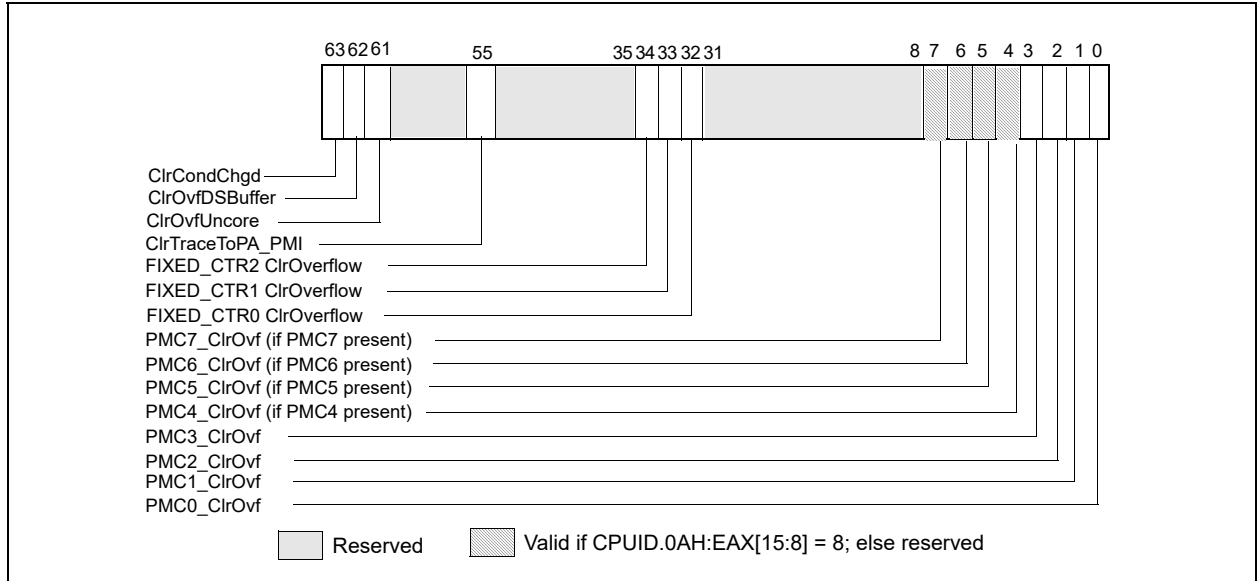 63 62 61 55 35 34 33 32 31 8 7 6 5 4 3 2 1 0
ClrCondChgd
ClrOvfDSBuffer
ClrOvfUncore
ClrTraceToPA_PMI
FIXED_CTR2 ClrOverflow
FIXED_CTR1 ClrOverflow
FIXED_CTR0 ClrOverflow
PMC7_ClrOvf (if PMC7 present)
PMC6_ClrOvf (if PMC6 present)
PMC5_ClrOvf (if PMC5 present)
PMC4_ClrOvf (if PMC4 present)
PMC3_ClrOvf
PMC2_ClrOvf
PMC1_ClrOvf
PMC0_ClrOvf
Reserved Valid if CPUID.0AH:EAX[15:8] = 8; else reserved